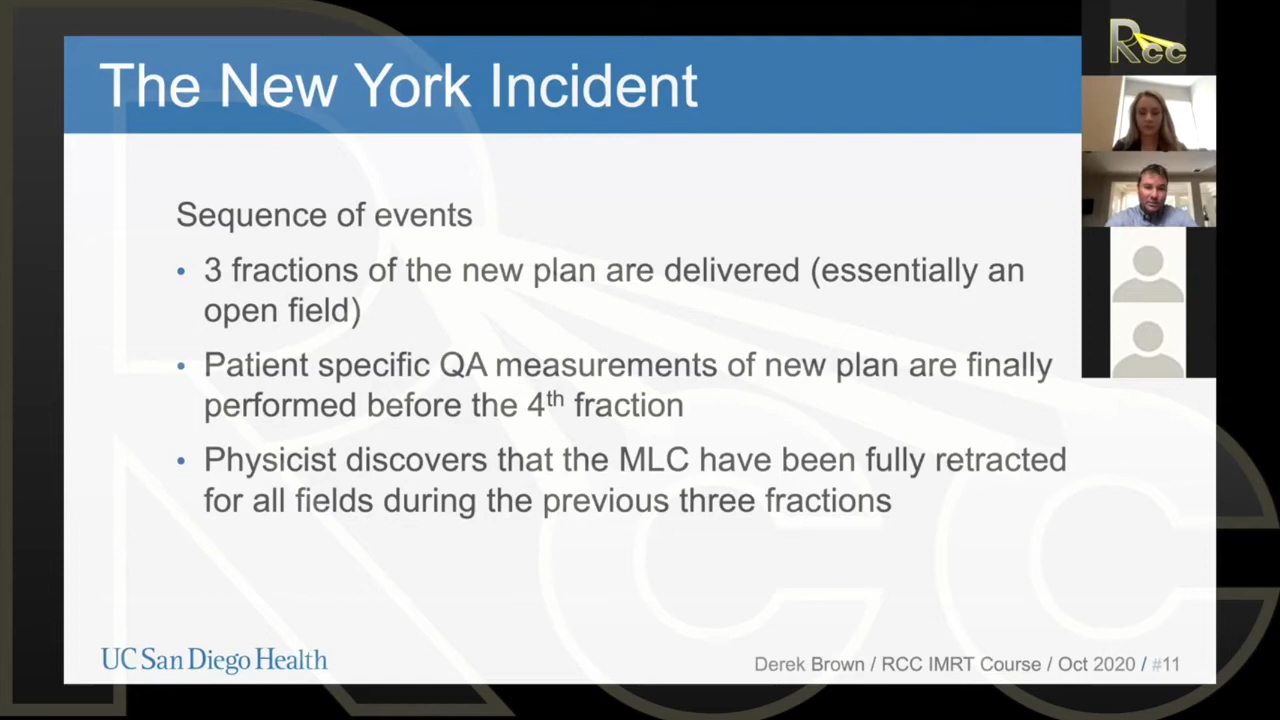 The New York Incident
Rcc
Sequence of events
• 3 fractions of the new plan are delivered (essentially an
open field)
• Patient specific QA measurements of new plan are finally
performed before the 4th fraction
• Physicist discovers that the MLC have been fully retracted
for all fields during the previous three fractions
UC San Diego Health
Derek Brown / RCC IMRT Course / Oct 2020 / #11